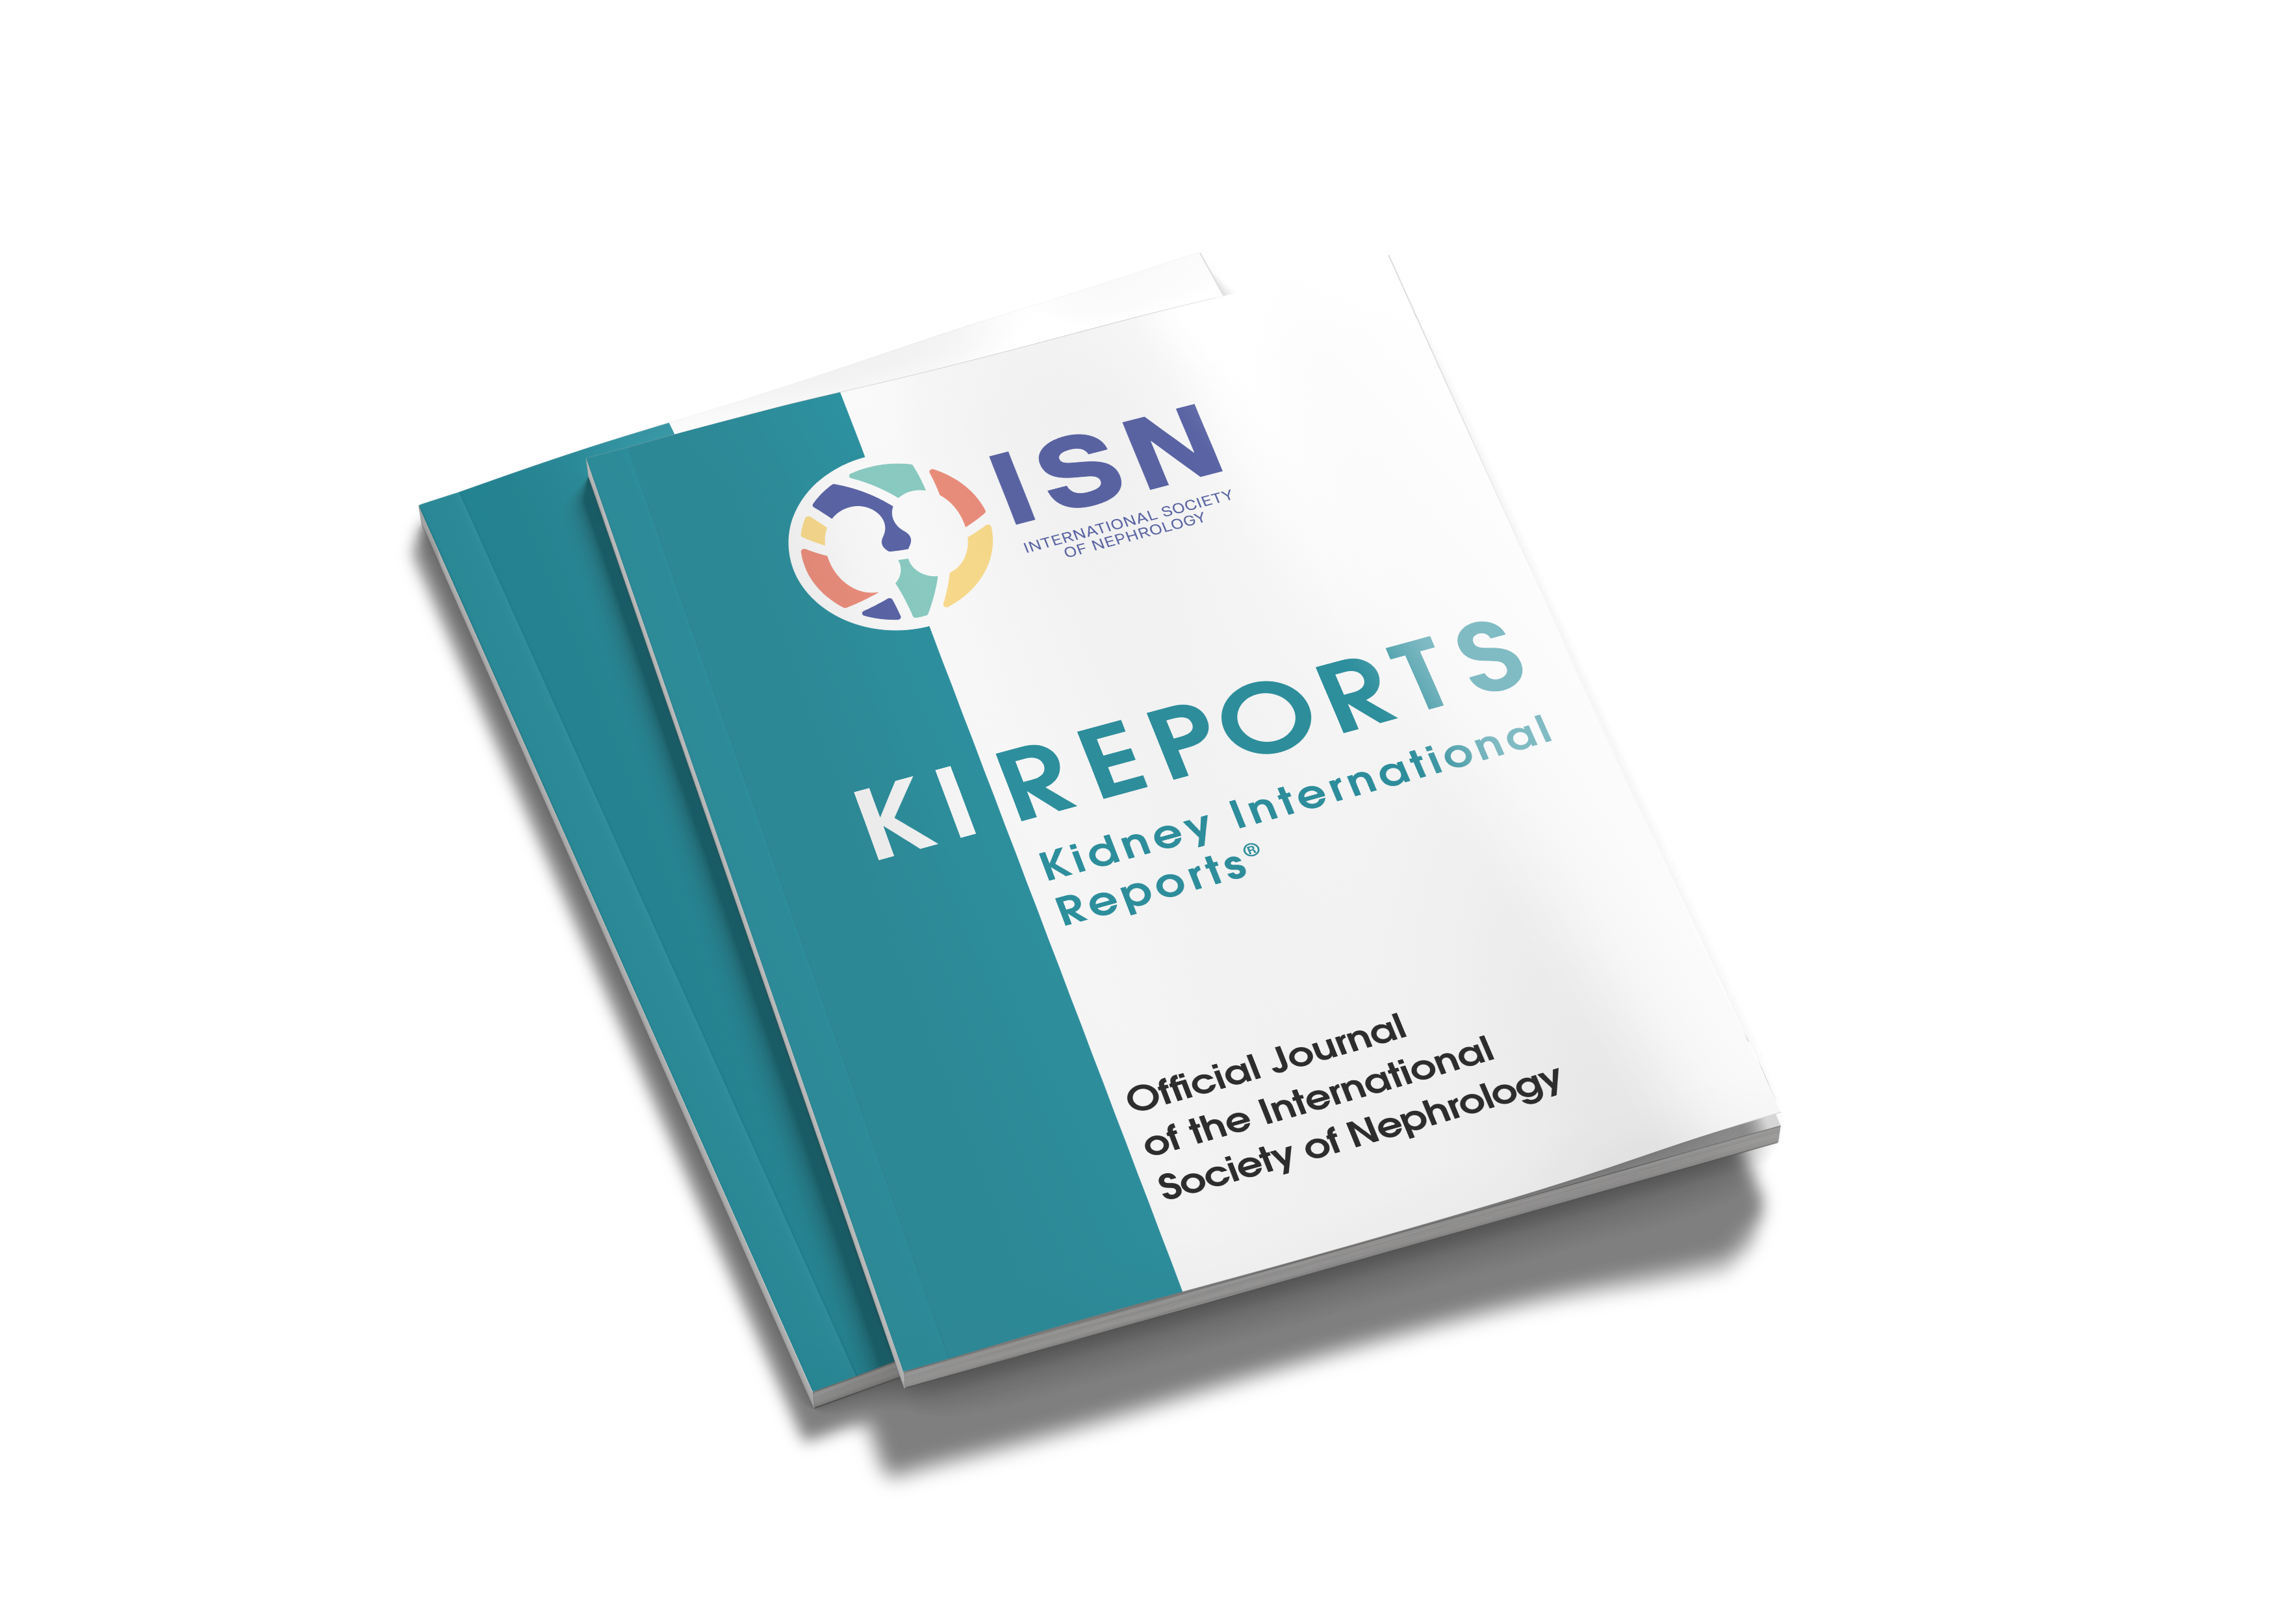 ISN
INTERNATIONAL SOCIETY
OF NEPHROLOGY
KI REPORTS
Kidney International
Reports®
Official Journal
of the International
Society of Nephrology